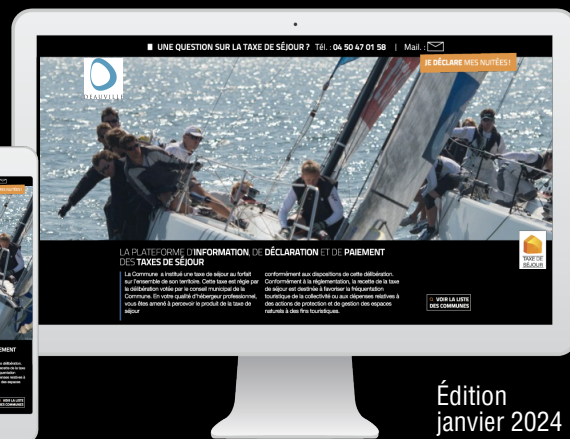 UNE QUESTION SUR LA TAXE DE SÉJOUR ? Tél. : 04 50 47 01 58 | Mail. :
JE DÉCLARE MES NUITÉES !
DEAUVILLE
TAXE DE
SÉJOUR
LA PLATEFORME D'INFORMATION, DE DÉCLARATION ET DE PAIEMENT
DES TAXES DE SÉJOUR
La Commune a institué une taxe de séjour au forfait
sur l'ensemble de son territoire. Cette taxe est régie par
la délibération votée par le conseil municipal de la
Commune. En votre qualité d'hébergeur professionnel,
vous êtes amené à percevoir le produit de la taxe de
séjour
conformément aux dispositions de cette délibération.
Conformément à la réglementation, la recette de la taxe
de séjour est destinée à favoriser la fréquentation
touristique de la collectivité ou aux dépenses relatives à
des actions de protection et de gestion des espaces
naturels à des fins touristiques.
VOIR LA LISTE
DES COMMUNES
VOIR LA LISTE
DES COMMUNES
Édition
janvier 2024